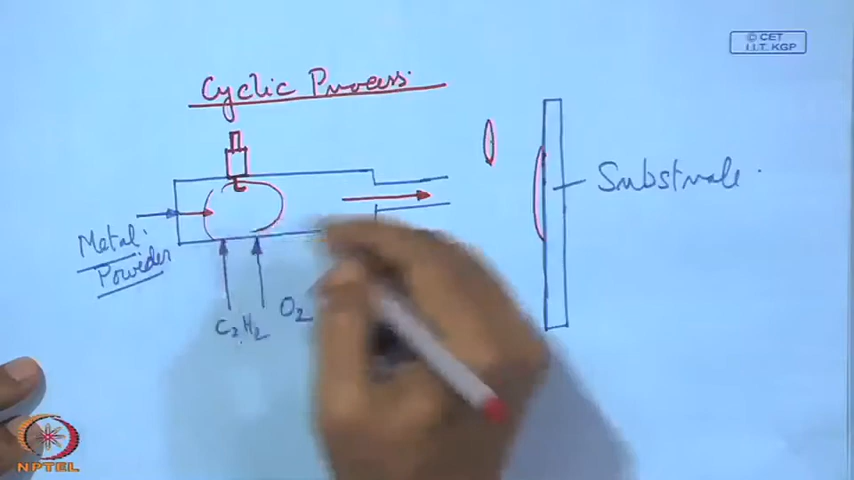 © CET
I.I.T. KGP
Cyclic Process.
Substrate.
Metal.
Powder
C2H2
O2
NPTEL